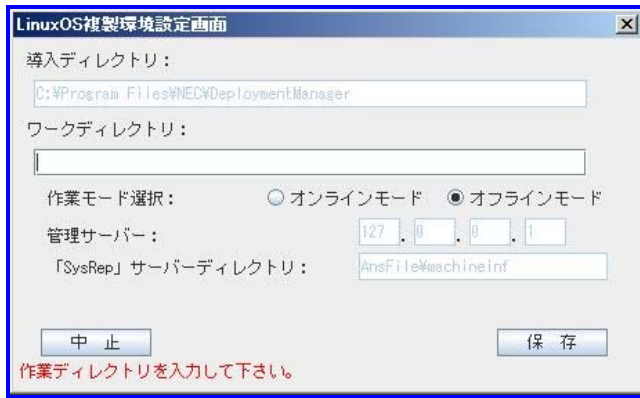 LinuxOS複製環境設定画面
導入ディレクトリ：
C:¥Program Files¥NEC¥DeploymentManager
ワークディレクトリ：
作業モード選択： オンラインモード オフラインモード
管理サーバー： 127 . 0 . 0 . 1
「SysRep」サーバーディレクトリ： AnsFile¥machineinf
中 止 保 存
作業ディレクトリを入力して下さい。